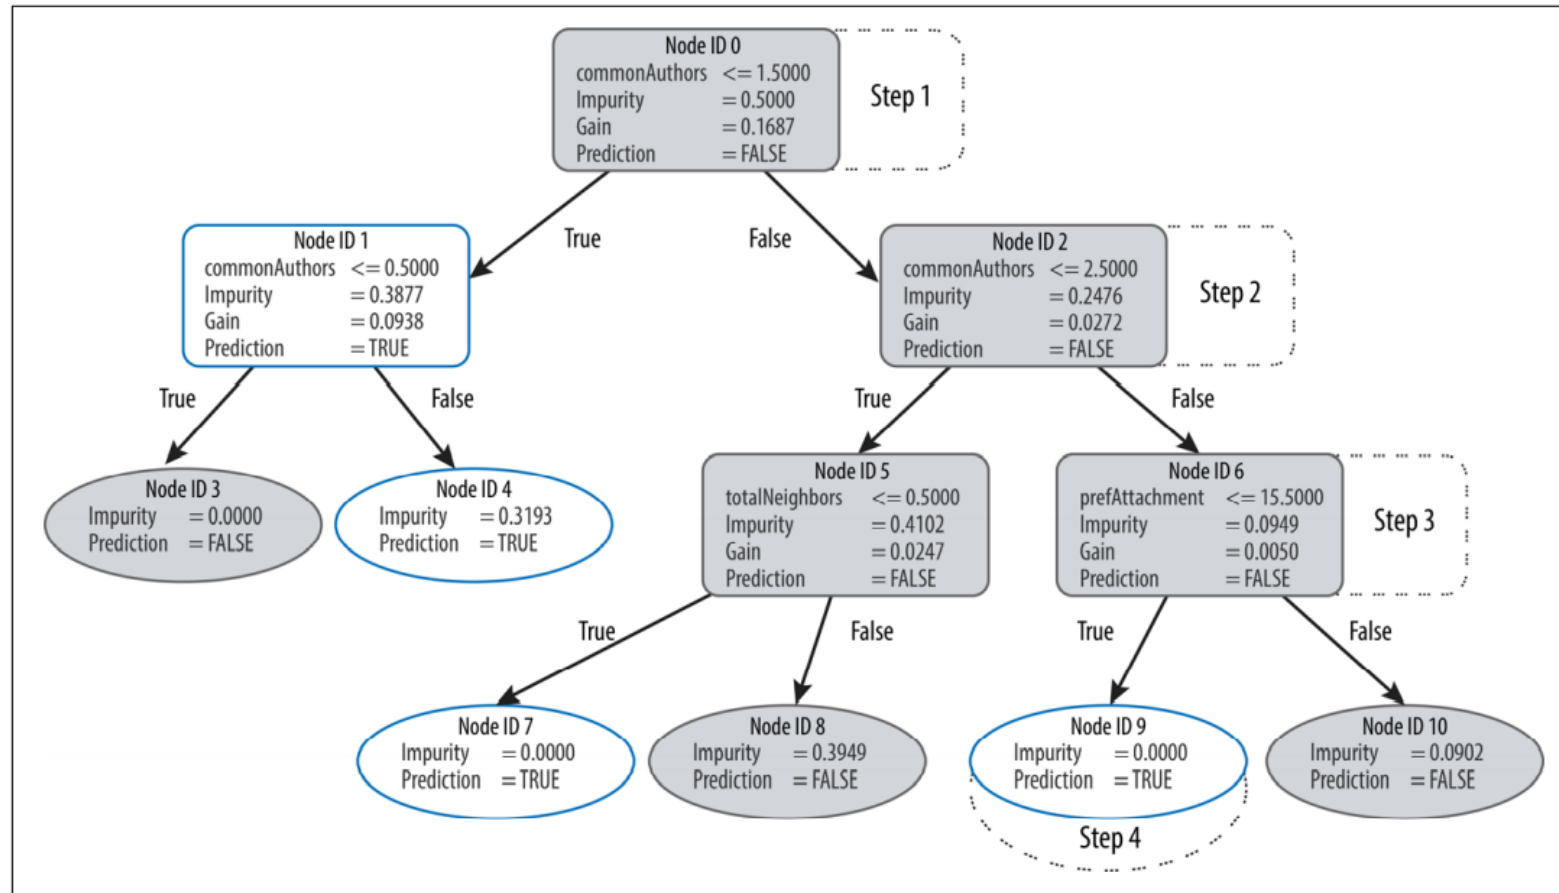 Node ID 0
commonAuthors <= 1.5000
Impurity = 0.5000
Gain = 0.1687
Prediction = FALSE
Step 1
True
False
Node ID 1
commonAuthors <= 0.5000
Impurity = 0.3877
Gain = 0.0938
Prediction = TRUE
Node ID 2
commonAuthors <= 2.5000
Impurity = 0.2476
Gain = 0.0272
Prediction = FALSE
Step 2
True
False
True
False
Node ID 3
Impurity = 0.0000
Prediction = FALSE
Node ID 4
Impurity = 0.3193
Prediction = TRUE
Node ID 5
totalNeighbors <= 0.5000
Impurity = 0.4102
Gain = 0.0247
Prediction = FALSE
Node ID 6
prefAttachment <= 15.5000
Impurity = 0.0949
Gain = 0.0050
Prediction = FALSE
Step 3
True
False
True
False
Node ID 7
Impurity = 0.0000
Prediction = TRUE
Node ID 8
Impurity = 0.3949
Prediction = FALSE
Node ID 9
Impurity = 0.0000
Prediction = TRUE
Node ID 10
Impurity = 0.0902
Prediction = FALSE
Step 4